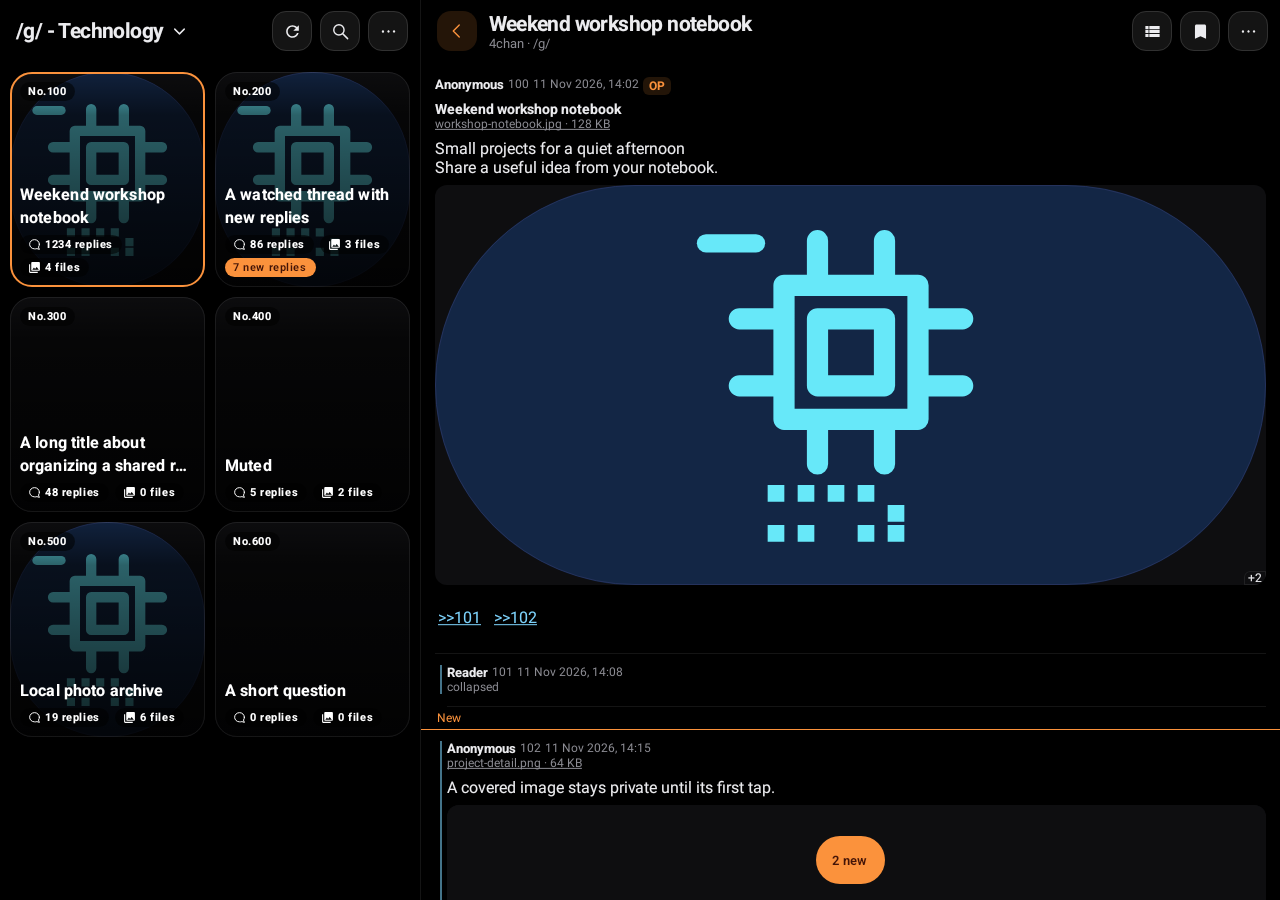 /g/ - Technology
No.100
Weekend workshop
notebook
1234 replies
4 files
No.200
A watched thread with
new replies
86 replies
3 files
7 new replies
No.300
A long title about
organizing a shared r…
48 replies
0 files
No.400
Muted
5 replies
2 files
No.500
Local photo archive
19 replies
6 files
No.600
A short question
0 replies
0 files
Weekend workshop notebook
4chan · /g/
Anonymous 100 11 Nov 2026, 14:02 OP
Weekend workshop notebook
workshop-notebook.jpg · 128 KB
Small projects for a quiet afternoon
Share a useful idea from your notebook.
+2
>>101 >>102
Reader 101 11 Nov 2026, 14:08
collapsed
New
Anonymous 102 11 Nov 2026, 14:15
project-detail.png · 64 KB
A covered image stays private until its first tap.
2 new